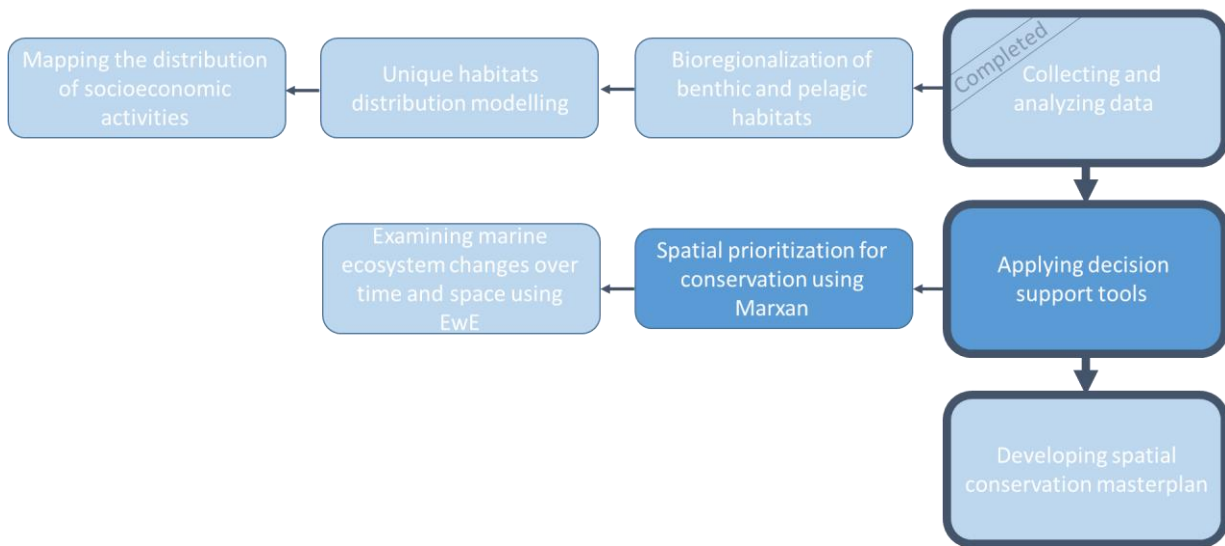 Mapping the distribution
of socioeconomic
activities
Unique habitats
distribution modelling
Bioregionalization of
benthic and pelagic
habitats
Completed
Collecting and
analyzing data
Examining marine
ecosystem changes over
time and space using
EwE
Spatial prioritization for
conservation using
Marxan
Applying decision
support tools
Developing spatial
conservation masterplan